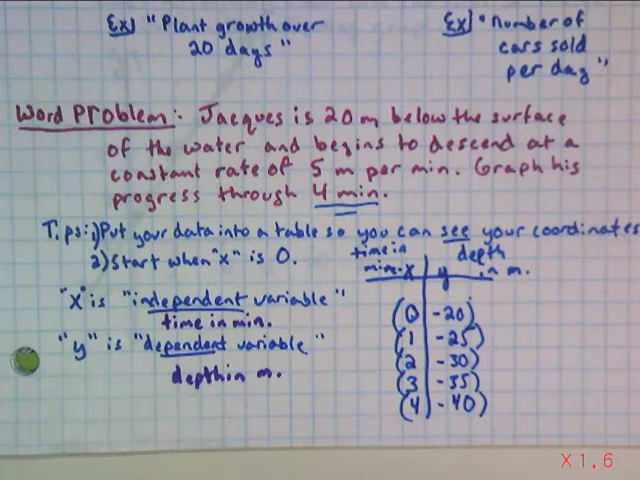 Ex] "Plant growth over
20 days"
Ex] "Number of
cars sold
per day"
Word Problem: Jacques is 20 m below the surface
of the water and begins to descend at a
constant rate of 5 m per min. Graph his
progress through 4 min.
Tips: 1) Put your data into a table so you can see your coordinates
2) Start when "x" is 0.
time in
min. x
depth
y in m.
"X" is "independent variable"
time in min.
"y" is "dependent variable"
depth in m.
(0 -20)
(1 -25)
(2 -30)
(3 -35)
(4 -40)
X1.6